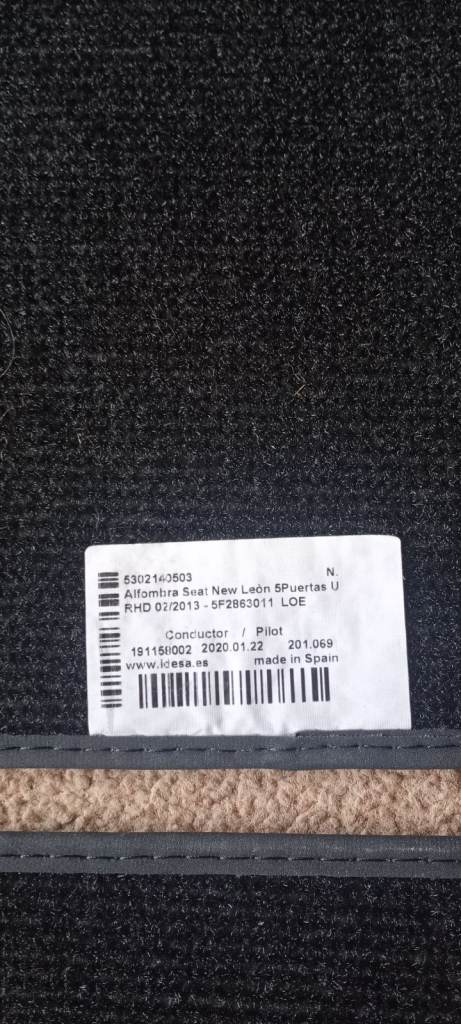 5302140503 N.
Alfombra Seat New Leòn 5Puertas U
RHD 02/2013 - 5F2863011 LOE
Conductor / Pilot
191158002 2020.01.22 201.069
www.idesa.es made in Spain